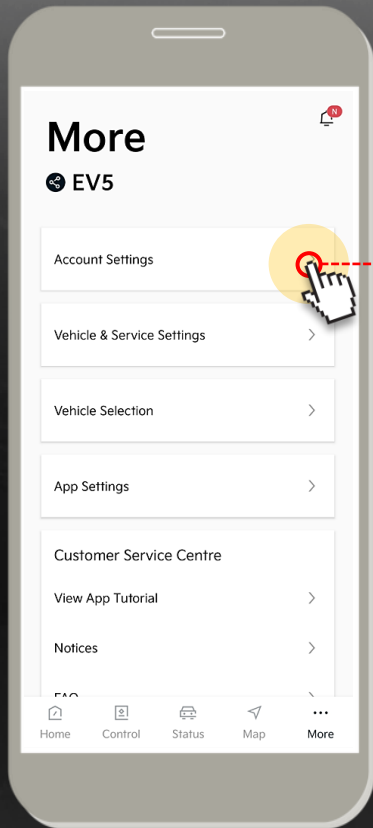 N
More
EV5
Account Settings
Vehicle & Service Settings
Vehicle Selection
App Settings
Customer Service Centre
View App Tutorial
Notices
FAQ
Home Control Status Map More